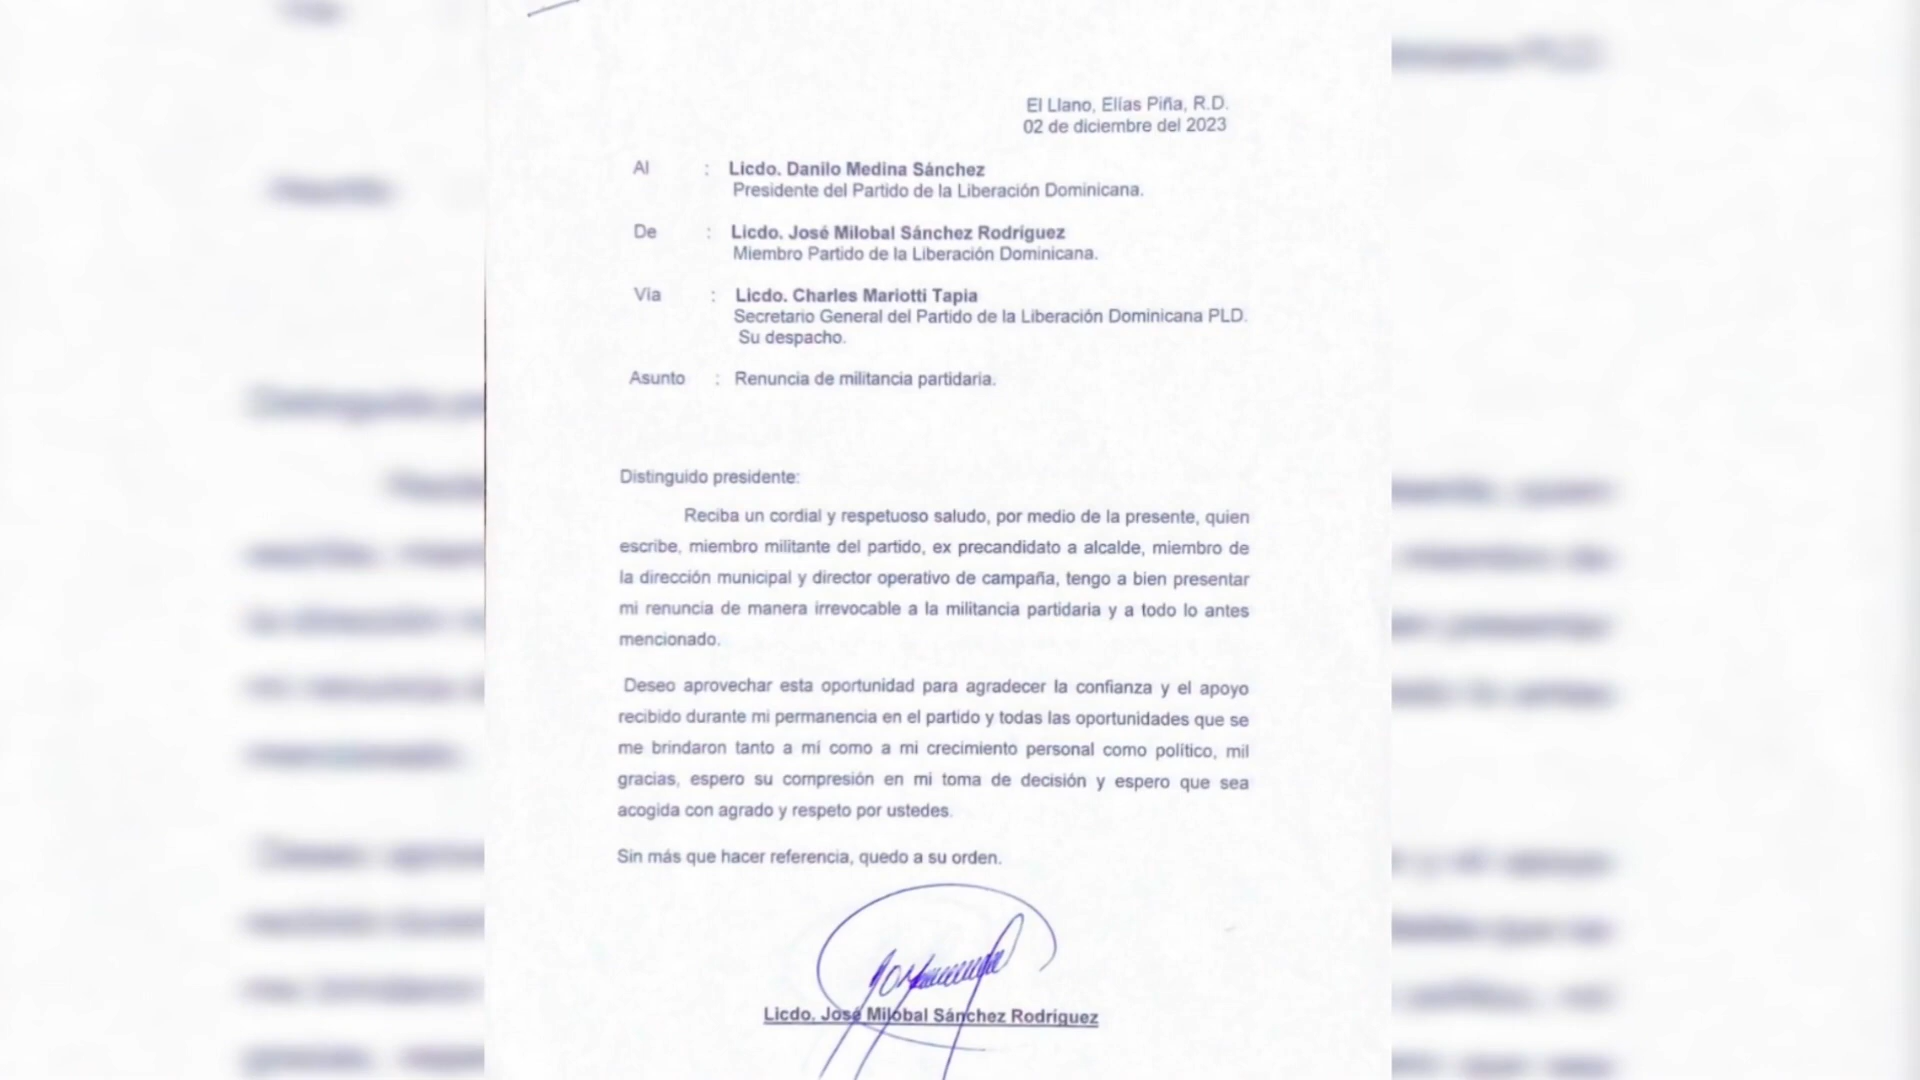 El Llano, Elías Piña, R.D.
02 de diciembre del 2023
Al : Licdo. Danilo Medina Sánchez
Presidente del Partido de la Liberación Dominicana.
De : Licdo. José Milobal Sánchez Rodríguez
Miembro Partido de la Liberación Dominicana.
Via : Licdo. Charles Mariotti Tapia
Secretario General del Partido de la Liberación Dominicana PLD.
Su despacho.
Asunto : Renuncia de militancia partidaria.
Distinguido presidente:
Reciba un cordial y respetuoso saludo, por medio de la presente, quien
escribe, miembro militante del partido, ex precandidato a alcalde, miembro de
la dirección municipal y director operativo de campaña, tengo a bien presentar
mi renuncia de manera irrevocable a la militancia partidaria y a todo lo antes
mencionado.
Deseo aprovechar esta oportunidad para agradecer la confianza y el apoyo
recibido durante mi permanencia en el partido y todas las oportunidades que se
me brindaron tanto a mí como a mi crecimiento personal como político, mil
gracias, espero su compresión en mi toma de decisión y espero que sea
acogida con agrado y respeto por ustedes.
Sin más que hacer referencia, quedo a su orden.
Licdo. José Milobal Sánchez Rodríguez